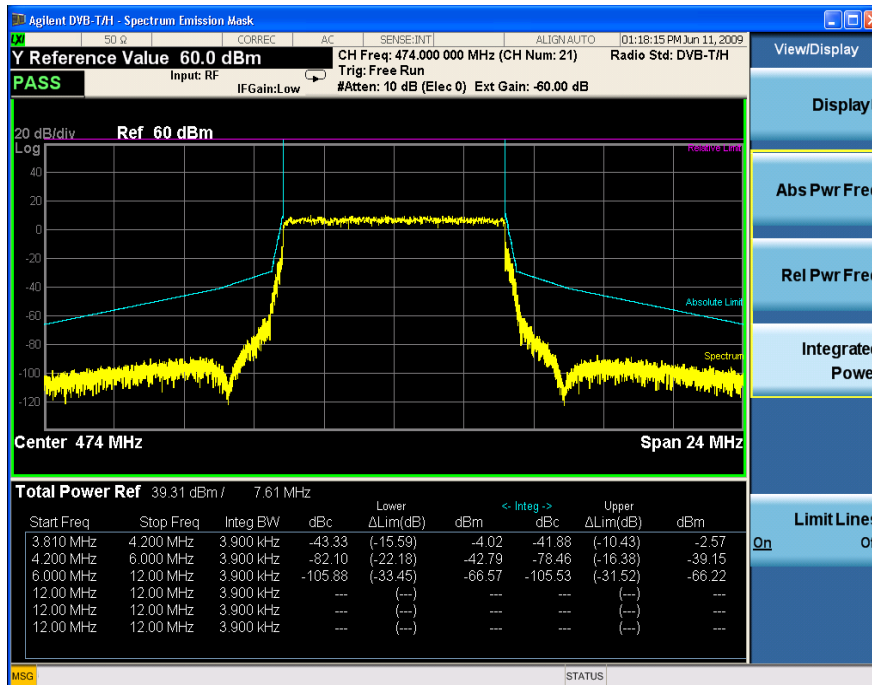 Agilent DVB-T/H - Spectrum Emission Mask
LXI 50 Ω CORREC AC SENSE:INT ALIGN AUTO 01:18:15 PM Jun 11, 2009
Y Reference Value 60.0 dBm
CH Freq: 474.000 000 MHz (CH Num: 21) Radio Std: DVB-T/H
PASS Input: RF Trig: Free Run
IFGain:Low #Atten: 10 dB (Elec 0) Ext Gain: -60.00 dB
View/Display
Display
20 dB/div Ref 60 dBm
Log
Relative Limit
40
20
0
-20
-40
-60
-80
-100
-120
Absolute Limit
Spectrum
Center 474 MHz Span 24 MHz
Abs Pwr Fre
Rel Pwr Fre
Integrate
Powe
Limit Line
On O
Total Power Ref 39.31 dBm / 7.61 MHz
Lower <- Integ -> Upper
Start Freq Stop Freq Integ BW dBc ΔLim(dB) dBm dBc ΔLim(dB) dBm
3.810 MHz 4.200 MHz 3.900 kHz -43.33 (-15.59) -4.02 -41.88 (-10.43) -2.57
4.200 MHz 6.000 MHz 3.900 kHz -82.10 (-22.18) -42.79 -78.46 (-16.38) -39.15
6.000 MHz 12.00 MHz 3.900 kHz -105.88 (-33.45) -66.57 -105.53 (-31.52) -66.22
12.00 MHz 12.00 MHz 3.900 kHz --- (---) --- --- (---) ---
12.00 MHz 12.00 MHz 3.900 kHz --- (---) --- --- (---) ---
12.00 MHz 12.00 MHz 3.900 kHz --- (---) --- --- (---) ---
MSG STATUS